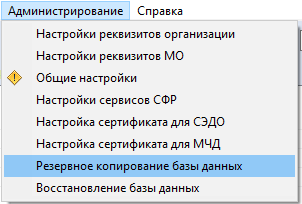 Администрирование Справка
Настройки реквизитов организации
Настройки реквизитов МО
Общие настройки
Настройки сервисов СФР
Настройка сертификата для СЭДО
Настройка сертификата для МЧД
Резервное копирование базы данных
Восстановление базы данных